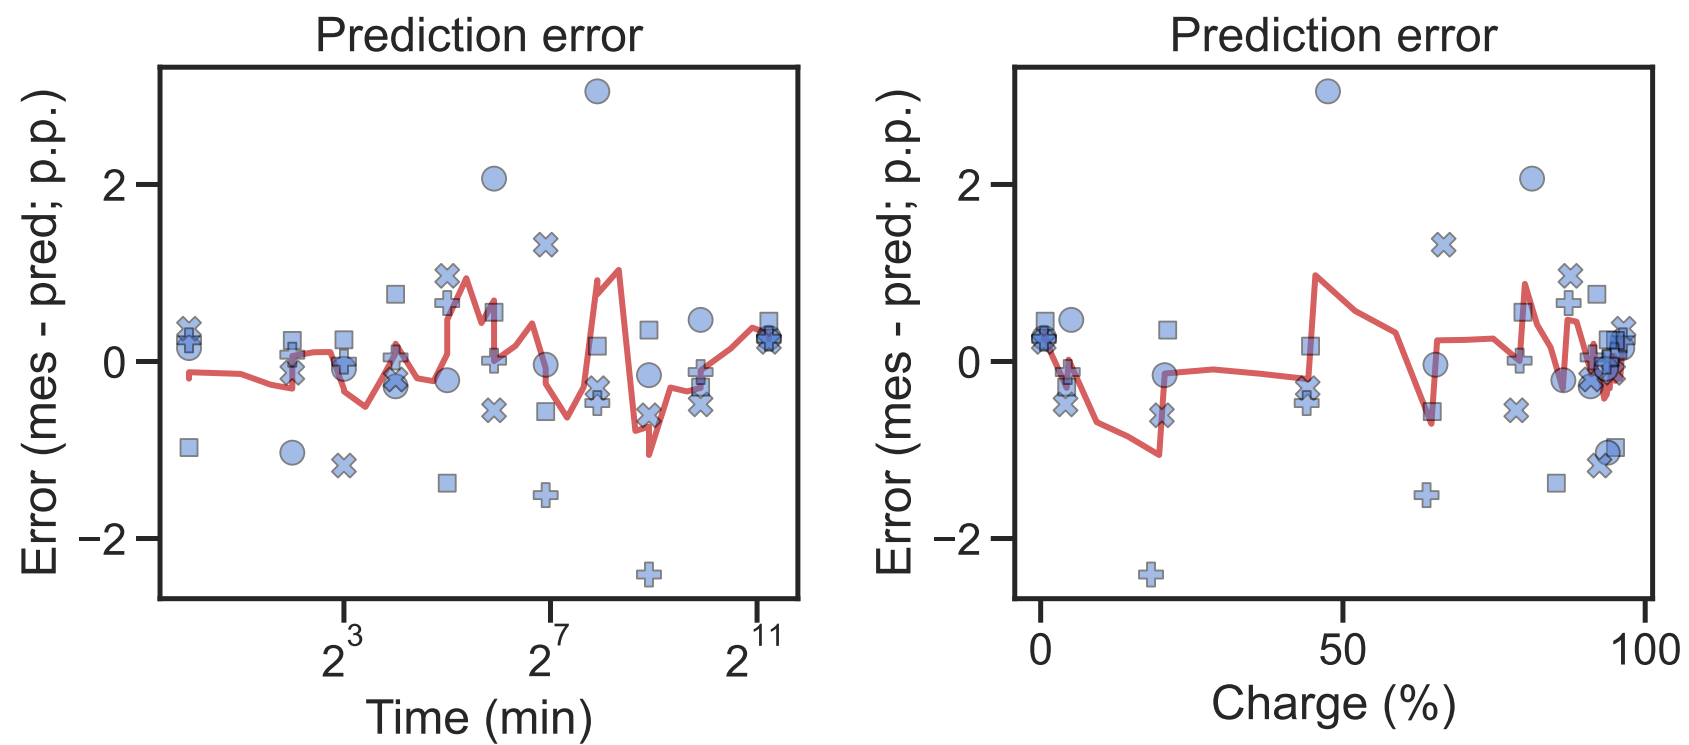 Prediction error
Error (mes - pred; p.p.)
2
0
−2
2^3
2^7
2^11
Time (min)
Prediction error
Error (mes - pred; p.p.)
2
0
−2
0
50
100
Charge (%)